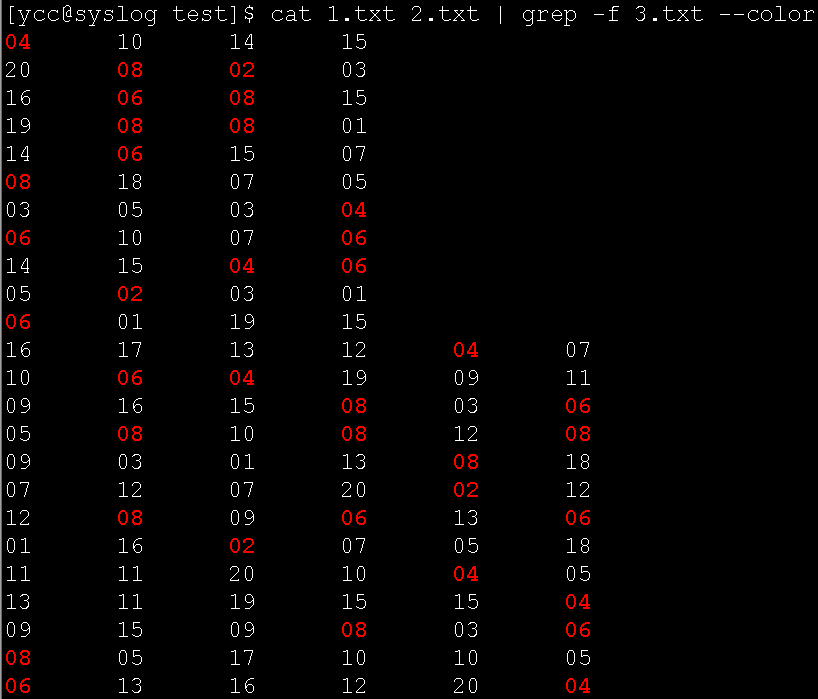 [ycc@syslog test]$ cat 1.txt 2.txt | grep -f 3.txt --color
04 10 14 15
20 08 02 03
16 06 08 15
19 08 08 01
14 06 15 07
08 18 07 05
03 05 03 04
06 10 07 06
14 15 04 06
05 02 03 01
06 01 19 15
16 17 13 12 04 07
10 06 04 19 09 11
09 16 15 08 03 06
05 08 10 08 12 08
09 03 01 13 08 18
07 12 07 20 02 12
12 08 09 06 13 06
01 16 02 07 05 18
11 11 20 10 04 05
13 11 19 15 15 04
09 15 09 08 03 06
08 05 17 10 10 05
06 13 16 12 20 04